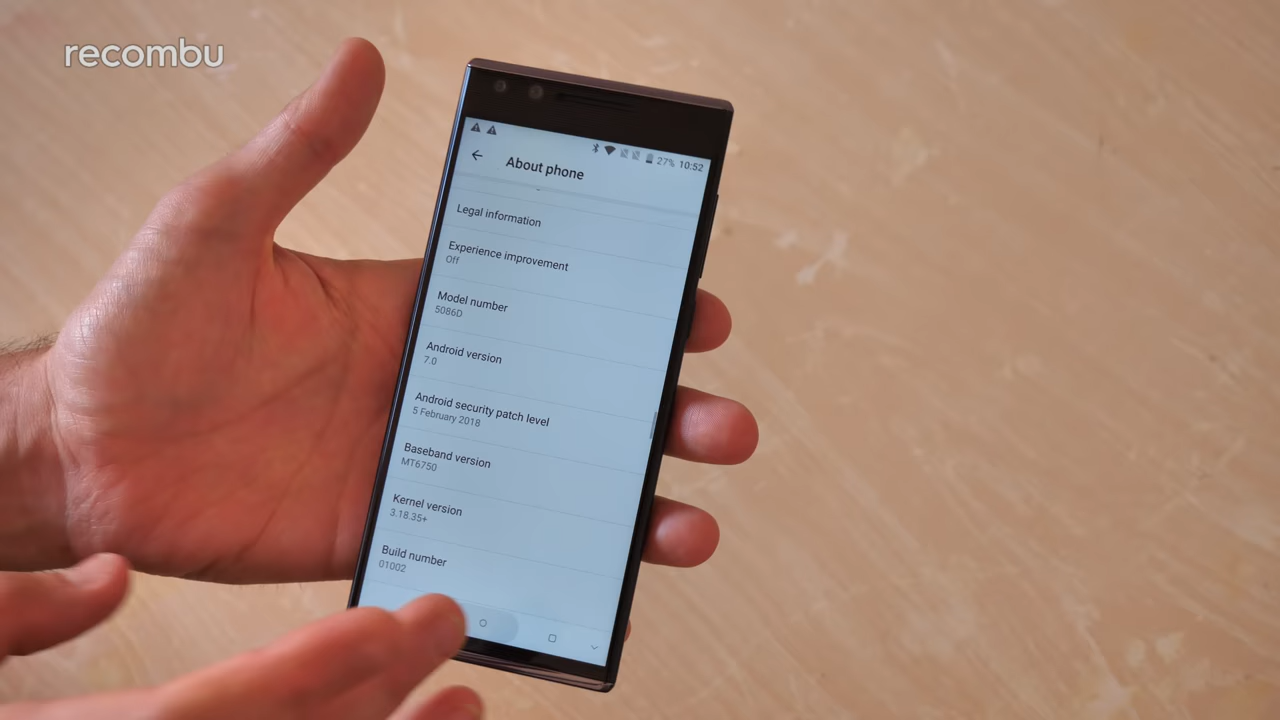 recombu
27% 10:52
About phone
Legal information
Experience improvement
Off
Model number
5086D
Android version
7.0
Android security patch level
5 February 2018
Baseband version
MT6750
Kernel version
3.18.35+
Build number
01002